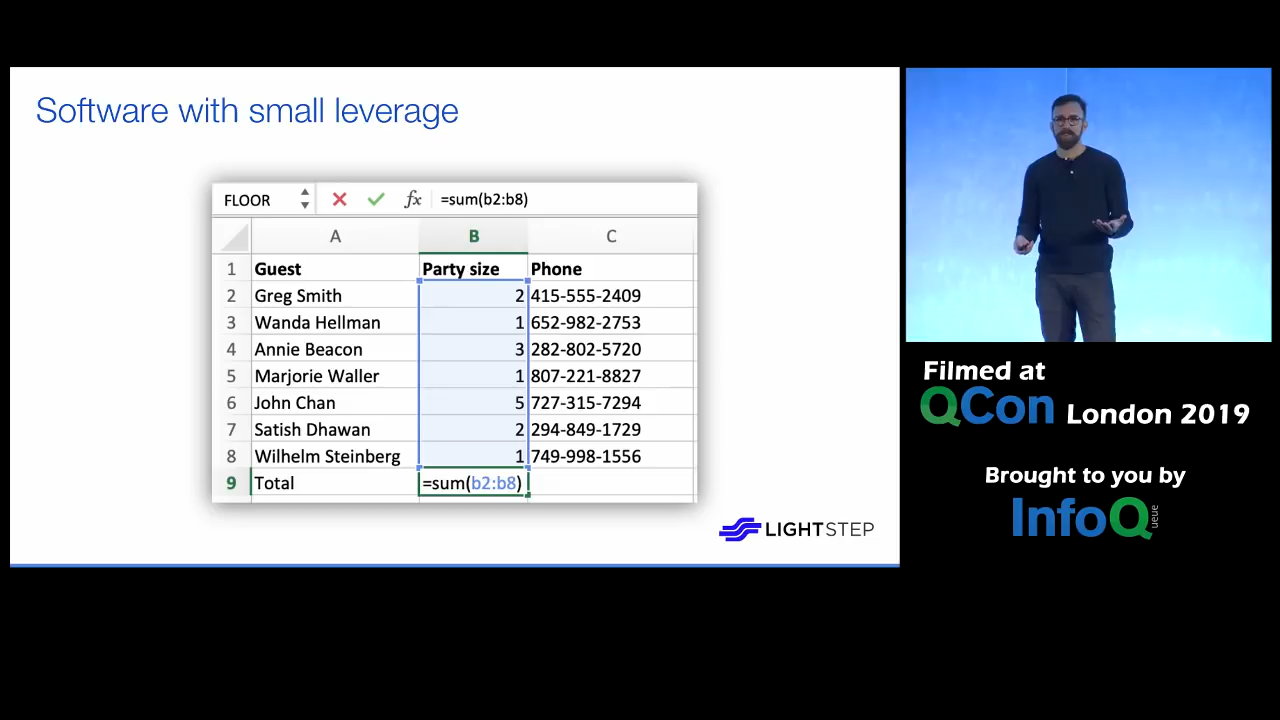 Software with small leverage
FLOOR fx =sum(b2:b8)
A B C
1 Guest Party size Phone
2 Greg Smith 2 415-555-2409
3 Wanda Hellman 1 652-982-2753
4 Annie Beacon 3 282-802-5720
5 Marjorie Waller 1 807-221-8827
6 John Chan 5 727-315-7294
7 Satish Dhawan 2 294-849-1729
8 Wilhelm Steinberg 1 749-998-1556
9 Total =sum(b2:b8)
LIGHTSTEP
Filmed at
QCon London 2019
Brought to you by
InfoQueue